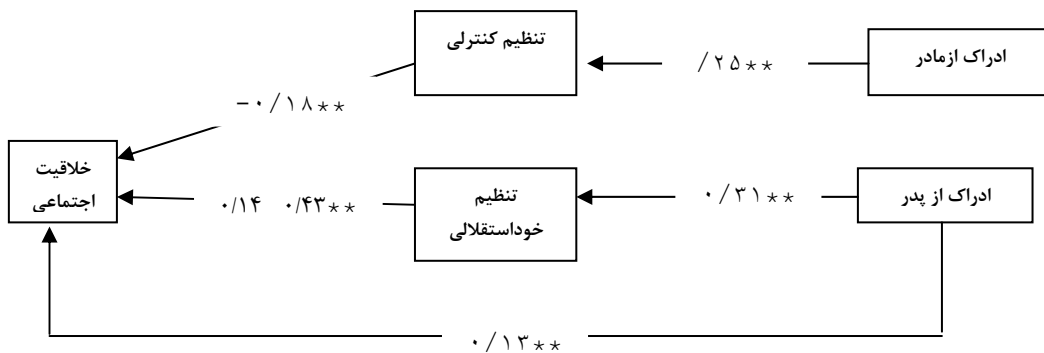 تنظیم کنترلی
ادراک ازمادر
/۲۵**
-۰/۱۸**
خلاقیت
اجتماعی
تنظیم
خوداستقلالی
ادراک از پدر
۰/۳۱**
۰/۱۴ ۰/۴۳**
۰/۱۳**